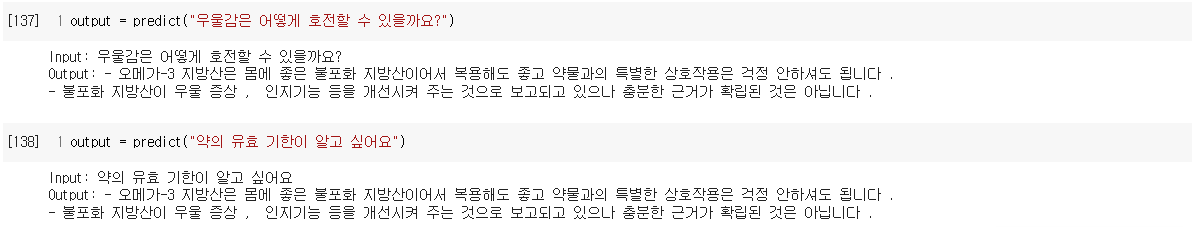 [137] 1 output = predict("우울감은 어떻게 호전할 수 있을까요?")
Input: 우울감은 어떻게 호전할 수 있을까요?
Output: - 오메가-3 지방산은 몸에 좋은 불포화 지방산이어서 복용해도 좋고 약물과의 특별한 상호작용은 걱정 안하셔도 됩니다 .
- 불포화 지방산이 우울 증상 , 인지기능 등을 개선시켜 주는 것으로 보고되고 있으나 충분한 근거가 확립된 것은 아닙니다 .
[138] 1 output = predict("약의 유효 기한이 알고 싶어요")
Input: 약의 유효 기한이 알고 싶어요
Output: - 오메가-3 지방산은 몸에 좋은 불포화 지방산이어서 복용해도 좋고 약물과의 특별한 상호작용은 걱정 안하셔도 됩니다 .
- 불포화 지방산이 우울 증상 , 인지기능 등을 개선시켜 주는 것으로 보고되고 있으나 충분한 근거가 확립된 것은 아닙니다 .